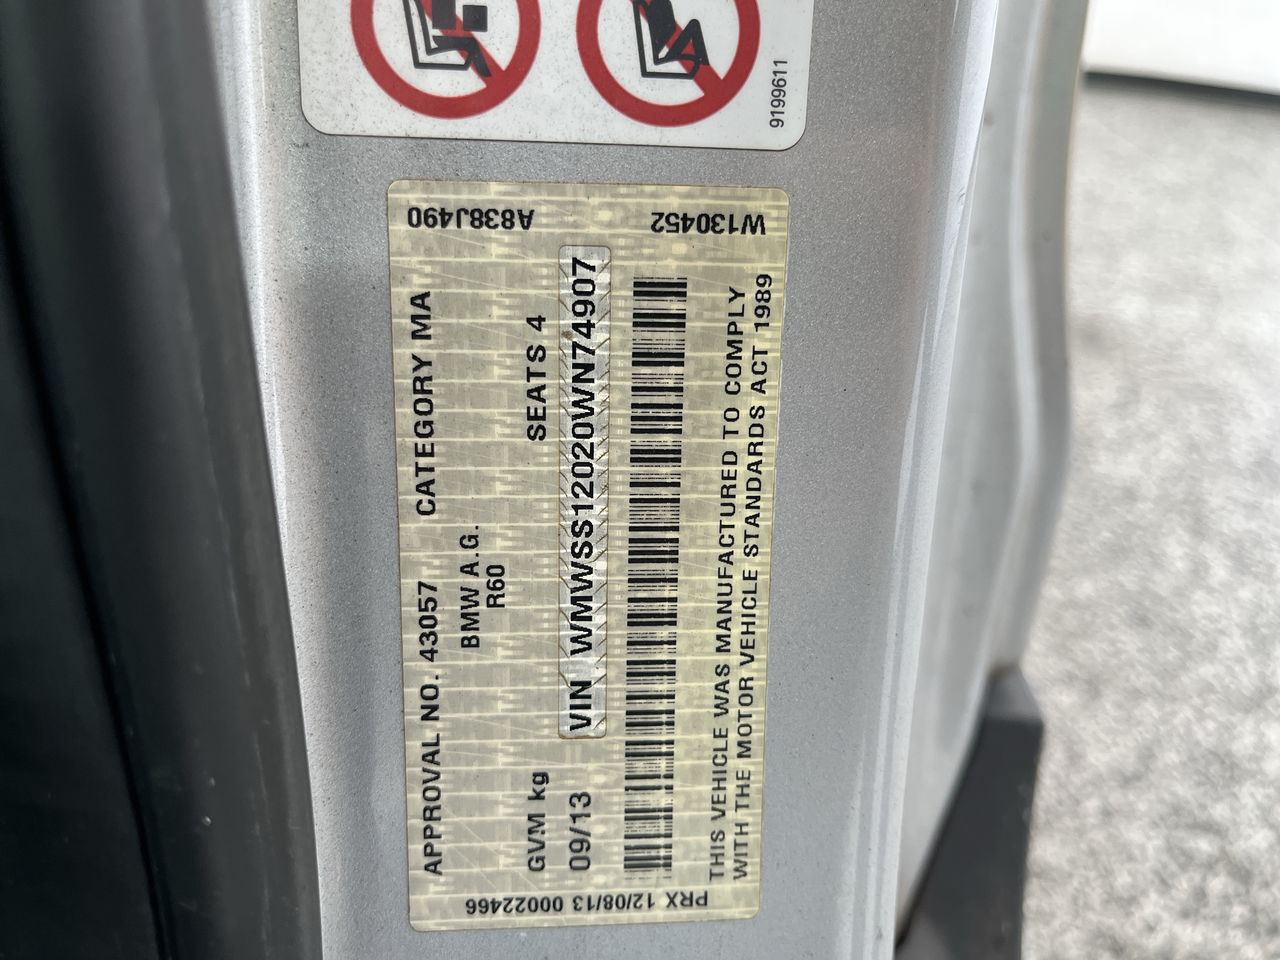 9199611
A838J490
W130452
APPROVAL NO. 43057 CATEGORY MA
BMW A.G.
R60
GVM kg SEATS 4
09/13 VIN WMWSS12020WN74907
THIS VEHICLE WAS MANUFACTURED TO COMPLY
WITH THE MOTOR VEHICLE STANDARDS ACT 1989
PRX 12/08/13 00022466